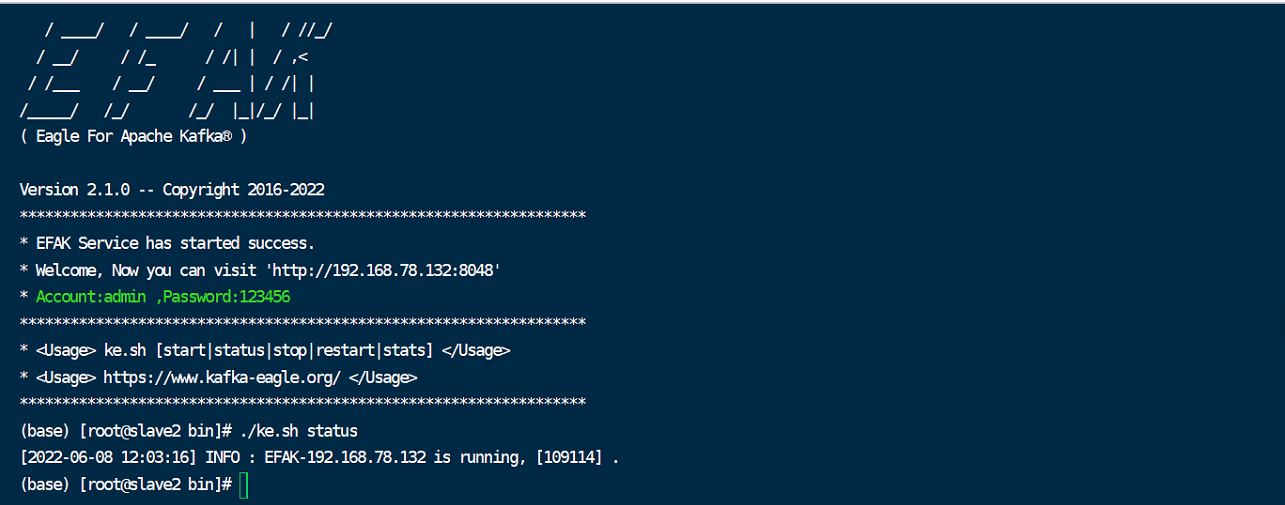 / ____/   / ____/   /   |   / //_/
  / __/     / /_      / /| |  / ,<
 / /___    / __/     / ___ | / /| |
/_____/   /_/       /_/  |_|/_/ |_|
( Eagle For Apache Kafka® )
Version 2.1.0 -- Copyright 2016-2022
*******************************************************************
* EFAK Service has started success.
* Welcome, Now you can visit 'http://192.168.78.132:8048'
* Account:admin ,Password:123456
*******************************************************************
* <Usage> ke.sh [start|status|stop|restart|stats] </Usage>
* <Usage> https://www.kafka-eagle.org/ </Usage>
*******************************************************************
(base) [root@slave2 bin]# ./ke.sh status
[2022-06-08 12:03:16] INFO : EFAK-192.168.78.132 is running, [109114] .
(base) [root@slave2 bin]#